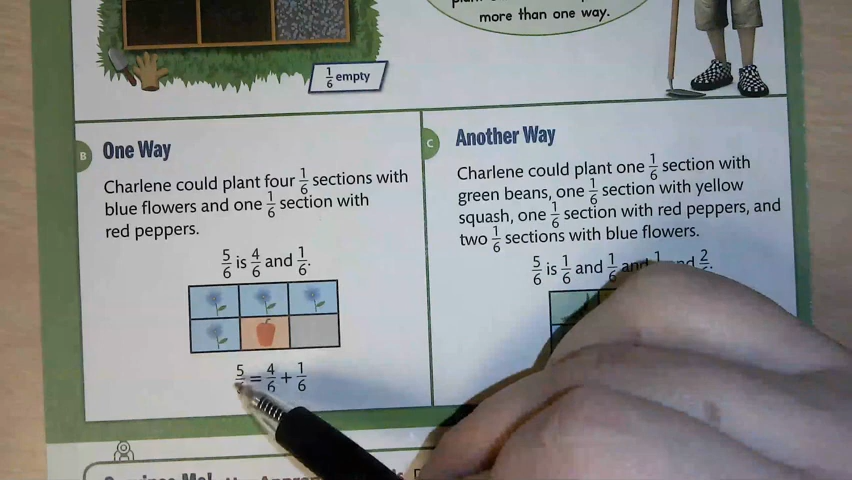 more than one way.
1/6 empty
B One Way
Charlene could plant four 1/6 sections with
blue flowers and one 1/6 section with
red peppers.
5/6 is 4/6 and 1/6.
5 = 4/6 + 1/6
C Another Way
Charlene could plant one 1/6 section with
green beans, one 1/6 section with yellow
squash, one 1/6 section with red peppers, and
two 1/6 sections with blue flowers.
5/6 is 1/6 and 1/6 and 1 nd 2